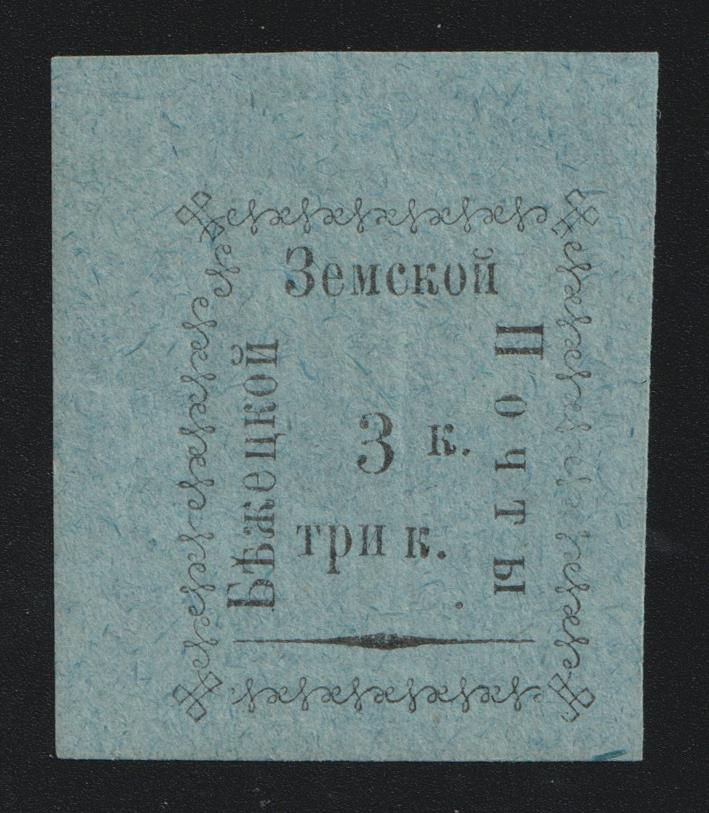 Бѣжецкой
Земской
Почты
3 к.
три к.